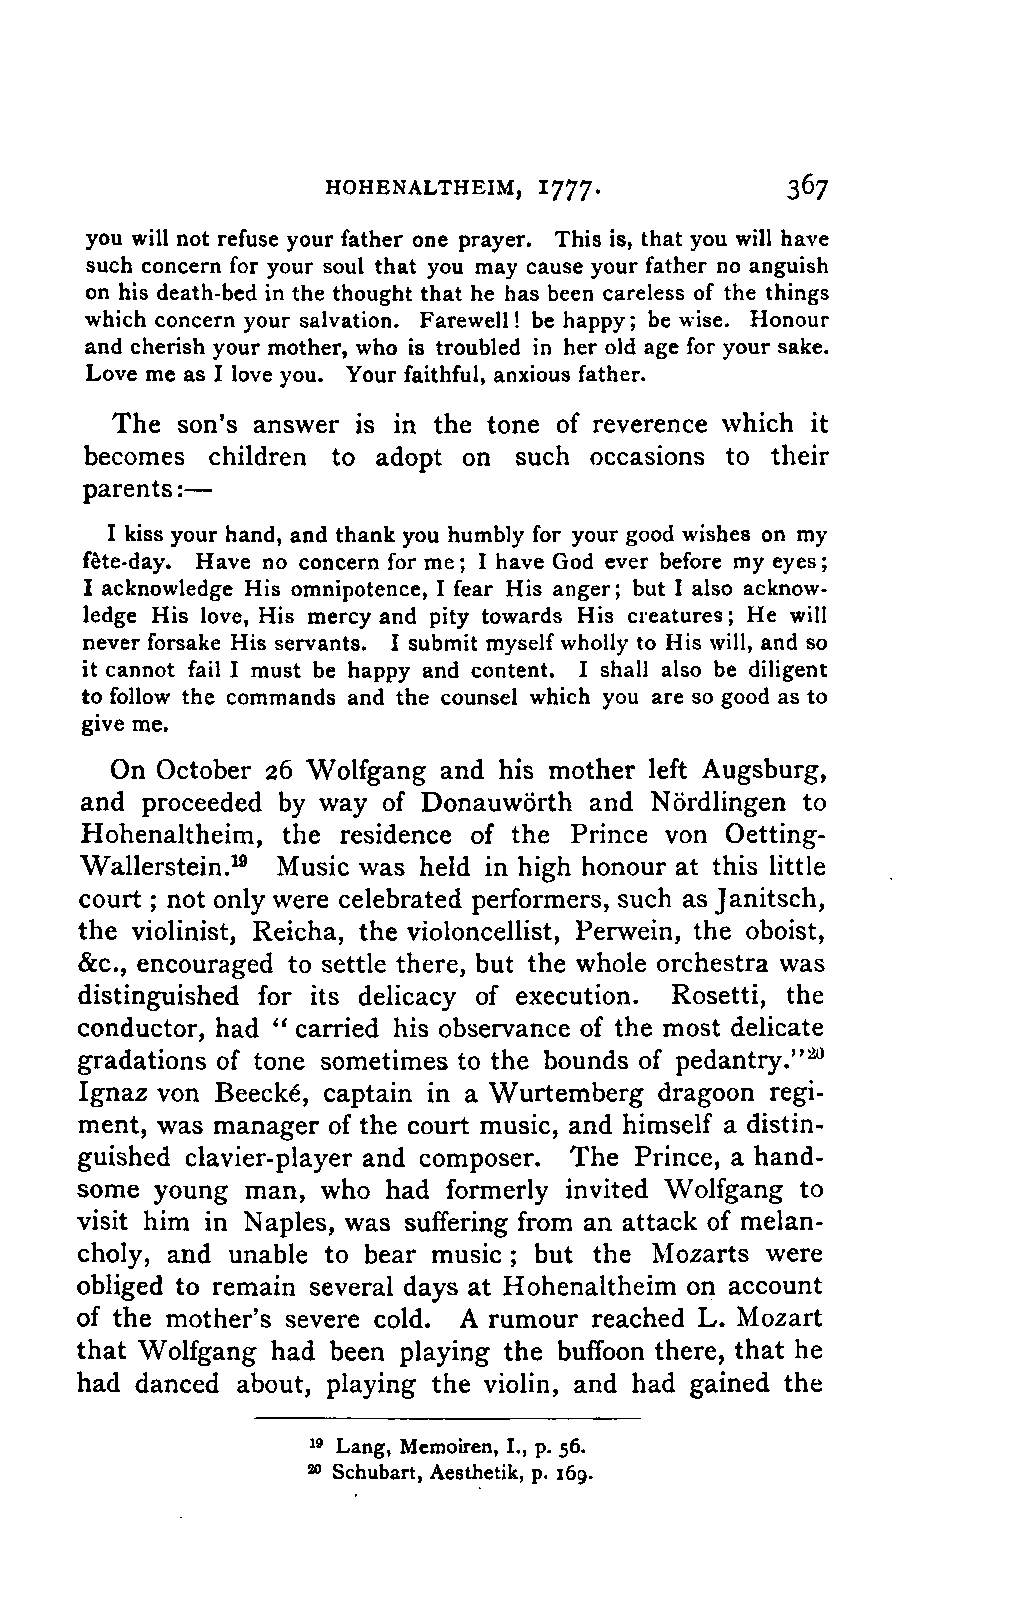 HOHENALTHEIM, 1777. 367
you will not refuse your father one prayer. This is, that you will have
such concern for your soul that you may cause your father no anguish
on his death-bed in the thought that he has been careless of the things
which concern your salvation. Farewell! be happy; be wise. Honour
and cherish your mother, who is troubled in her old age for your sake.
Love me as I love you. Your faithful, anxious father.
The son's answer is in the tone of reverence which it
becomes children to adopt on such occasions to their
parents:—
I kiss your hand, and thank you humbly for your good wishes on my
fête-day. Have no concern for me; I have God ever before my eyes;
I acknowledge His omnipotence, I fear His anger; but I also acknow-
ledge His love, His mercy and pity towards His creatures; He will
never forsake His servants. I submit myself wholly to His will, and so
it cannot fail I must be happy and content. I shall also be diligent
to follow the commands and the counsel which you are so good as to
give me.
On October 26 Wolfgang and his mother left Augsburg,
and proceeded by way of Donauwörth and Nördlingen to
Hohenaltheim, the residence of the Prince von Oetting-
Wallerstein.¹⁹ Music was held in high honour at this little
court; not only were celebrated performers, such as Janitsch,
the violinist, Reicha, the violoncellist, Perwein, the oboist,
&c., encouraged to settle there, but the whole orchestra was
distinguished for its delicacy of execution. Rosetti, the
conductor, had "carried his observance of the most delicate
gradations of tone sometimes to the bounds of pedantry."²⁰
Ignaz von Beecké, captain in a Wurtemberg dragoon regi-
ment, was manager of the court music, and himself a distin-
guished clavier-player and composer. The Prince, a hand-
some young man, who had formerly invited Wolfgang to
visit him in Naples, was suffering from an attack of melan-
choly, and unable to bear music; but the Mozarts were
obliged to remain several days at Hohenaltheim on account
of the mother's severe cold. A rumour reached L. Mozart
that Wolfgang had been playing the buffoon there, that he
had danced about, playing the violin, and had gained the
¹⁹ Lang, Memoiren, I., p. 56.
²⁰ Schubart, Aesthetik, p. 169.